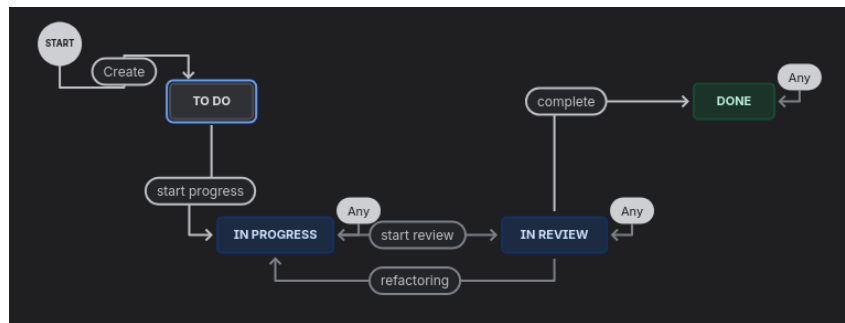 START
Create
TO DO
Any
complete
DONE
start progress
Any
Any
IN PROGRESS
start review
IN REVIEW
refactoring